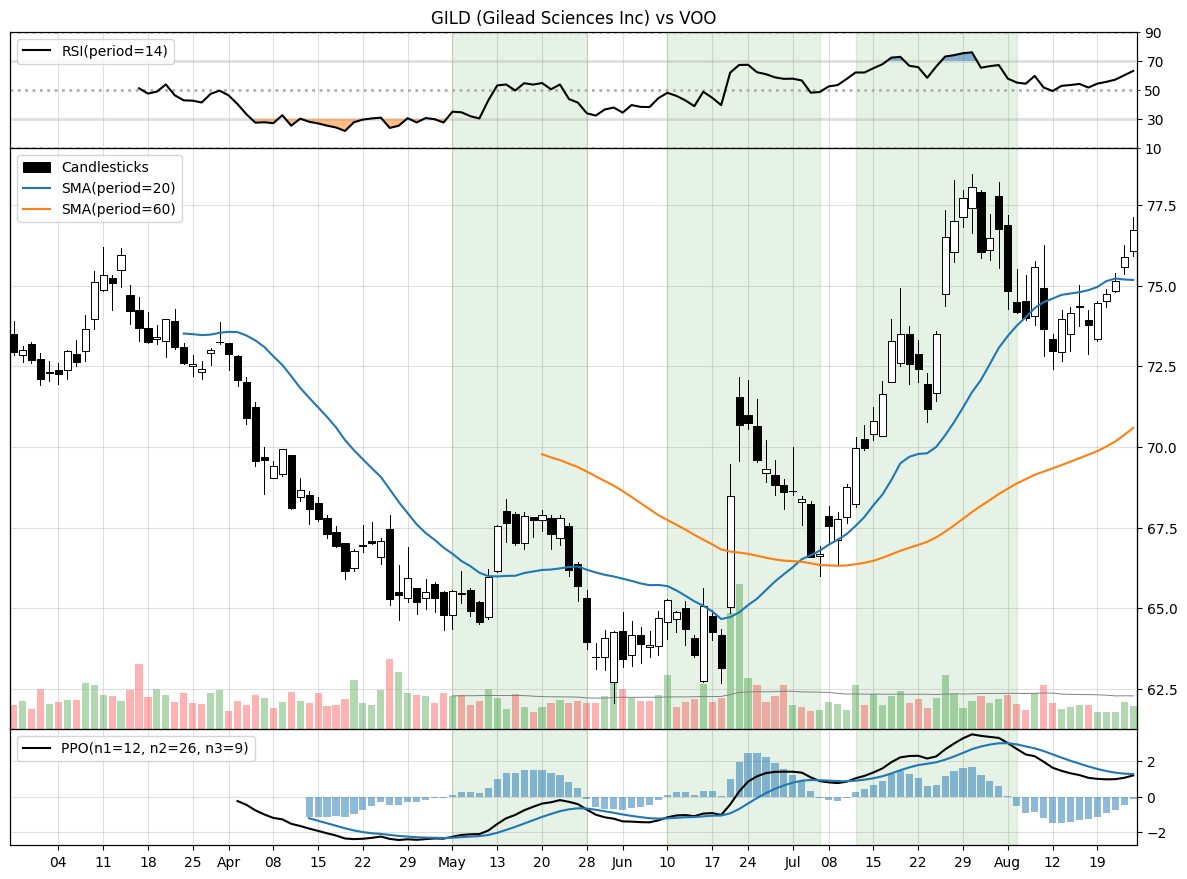 GILD (Gilead Sciences Inc) vs VOO
RSI(period=14)
90
70
50
30
10
Candlesticks
SMA(period=20)
SMA(period=60)
77.5
75.0
72.5
70.0
67.5
65.0
62.5
PPO(n1=12, n2=26, n3=9)
2
0
−2
04 11 18 25 Apr 08 15 22 29 May 13 20 28 Jun 10 17 24 Jul 08 15 22 29 Aug 12 19